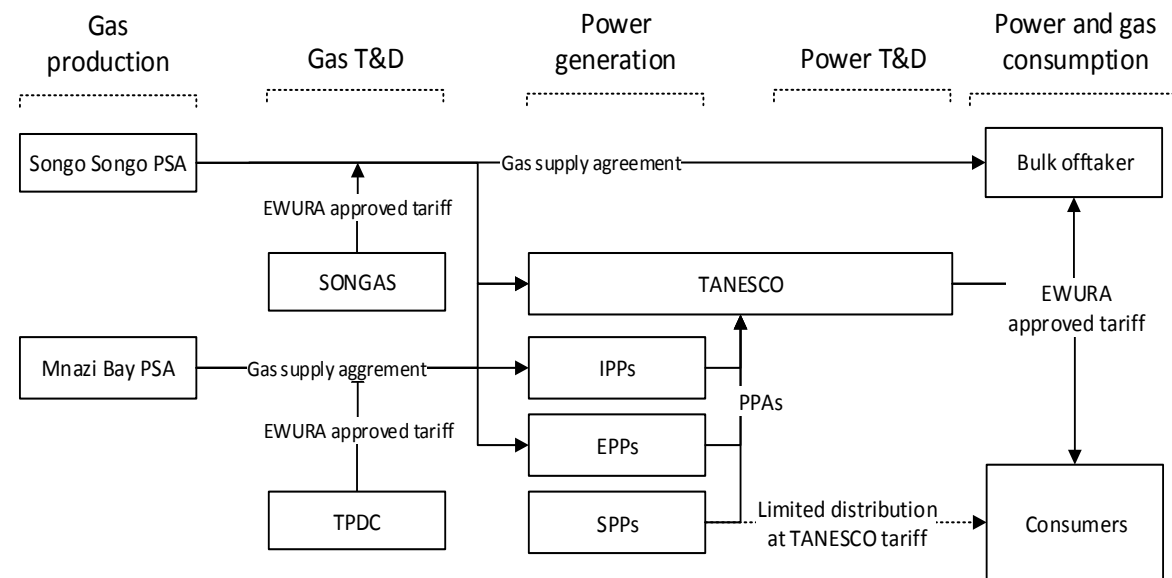 Gas
production
Gas T&D
Power
generation
Power T&D
Power and gas
consumption
Songo Songo PSA
Gas supply agreement
Bulk offtaker
EWURA approved tariff
SONGAS
TANESCO
EWURA
approved tariff
Mnazi Bay PSA
Gas supply aggrement
IPPs
PPAs
EWURA approved tariff
EPPs
TPDC
SPPs
Limited distribution
at TANESCO tariff
Consumers